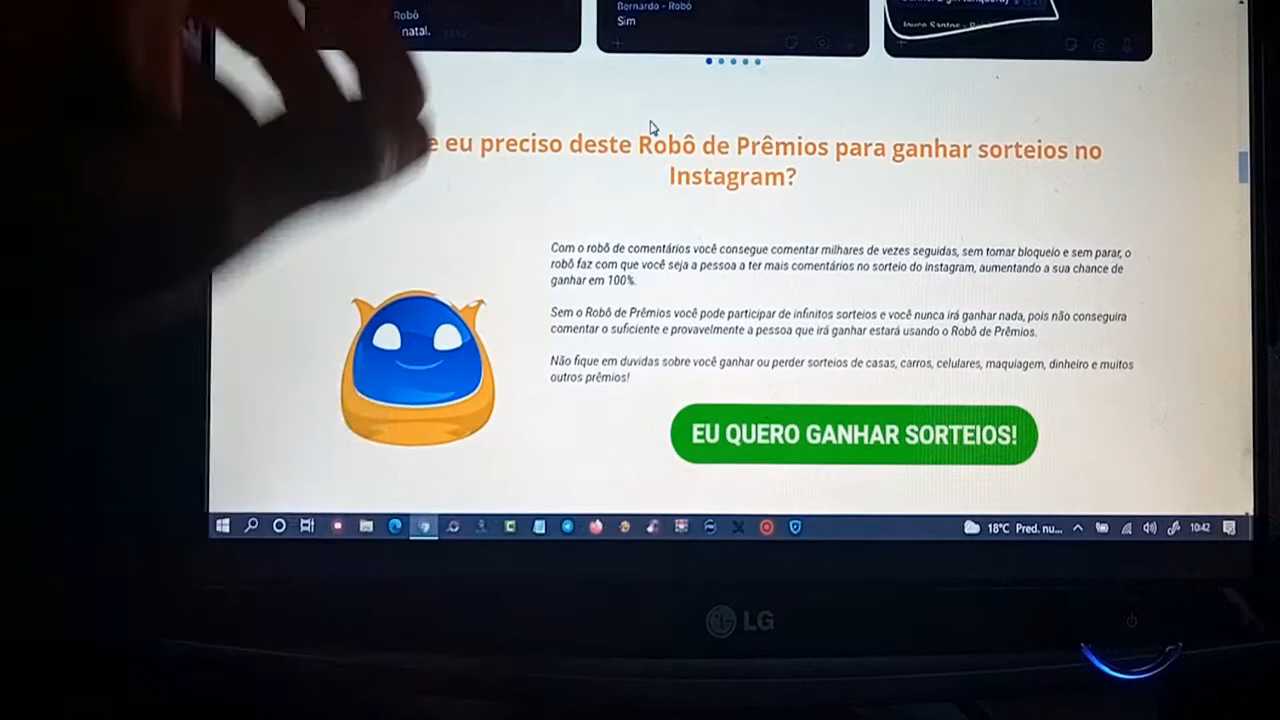 Robô
natal.
Bernardo - Robô
Sim
e eu preciso deste Robô de Prêmios para ganhar sorteios no
Instagram?
Com o robô de comentários você consegue comentar milhares de vezes seguidas, sem tomar bloqueio e sem parar, o
robô faz com que você seja a pessoa a ter mais comentários no sorteio do Instagram, aumentando a sua chance de
ganhar em 100%.
Sem o Robô de Prêmios você pode participar de infinitos sorteios e você nunca irá ganhar nada, pois não conseguira
comentar o suficiente e provavelmente a pessoa que irá ganhar estará usando o Robô de Prêmios.
Não fique em duvidas sobre você ganhar ou perder sorteios de casas, carros, celulares, maquiagem, dinheiro e muitos
outros prêmios!
EU QUERO GANHAR SORTEIOS!
18°C Pred. nu... 10:42
LG